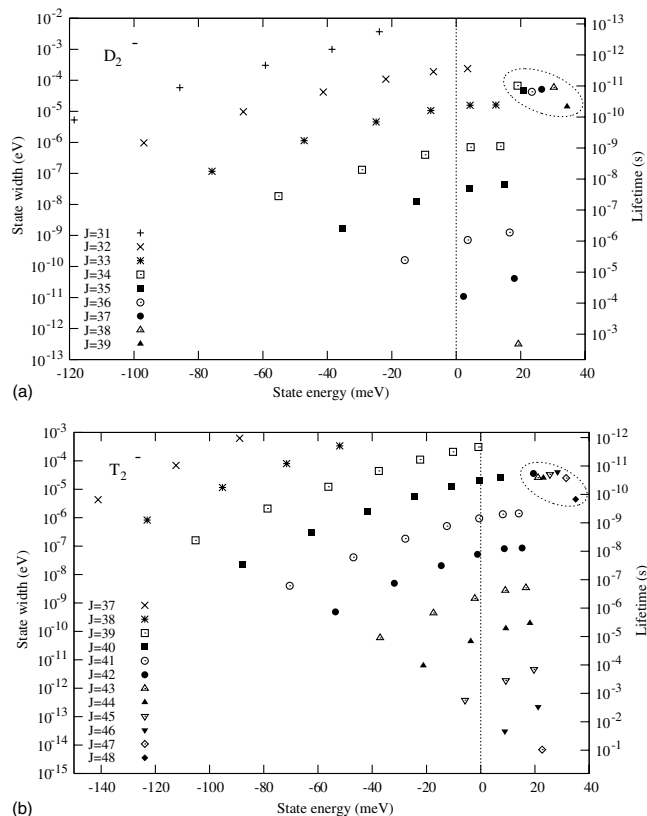 10^-2
10^-3
10^-4
10^-5
10^-6
10^-7
10^-8
10^-9
10^-10
10^-11
10^-12
10^-13
State width (eV)
D2 -
J=31
J=32
J=33
J=34
J=35
J=36
J=37
J=38
J=39
10^-13
10^-12
10^-11
10^-10
10^-9
10^-8
10^-7
10^-6
10^-5
10^-4
10^-3
Lifetime (s)
-120 -100 -80 -60 -40 -20 0 20 40
State energy (meV)
(a)
10^-3
10^-4
10^-5
10^-6
10^-7
10^-8
10^-9
10^-10
10^-11
10^-12
10^-13
10^-14
10^-15
State width (eV)
T2 -
J=37
J=38
J=39
J=40
J=41
J=42
J=43
J=44
J=45
J=46
J=47
J=48
10^-12
10^-11
10^-10
10^-9
10^-8
10^-7
10^-6
10^-5
10^-4
10^-3
10^-2
10^-1
Lifetime (s)
-140 -120 -100 -80 -60 -40 -20 0 20 40
State energy (meV)
(b)